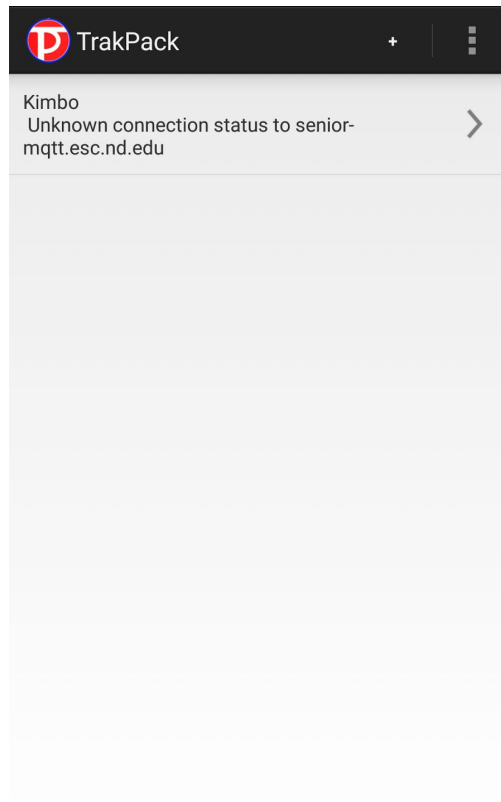 TrakPack
+
Kimbo
Unknown connection status to senior-
mqtt.esc.nd.edu